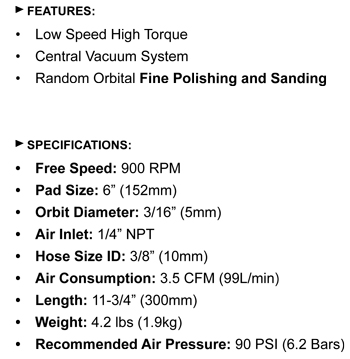 ► FEATURES:
• Low Speed High Torque
• Central Vacuum System
• Random Orbital Fine Polishing and Sanding
► SPECIFICATIONS:
• Free Speed: 900 RPM
• Pad Size: 6” (152mm)
• Orbit Diameter: 3/16” (5mm)
• Air Inlet: 1/4” NPT
• Hose Size ID: 3/8” (10mm)
• Air Consumption: 3.5 CFM (99L/min)
• Length: 11-3/4” (300mm)
• Weight: 4.2 lbs (1.9kg)
• Recommended Air Pressure: 90 PSI (6.2 Bars)